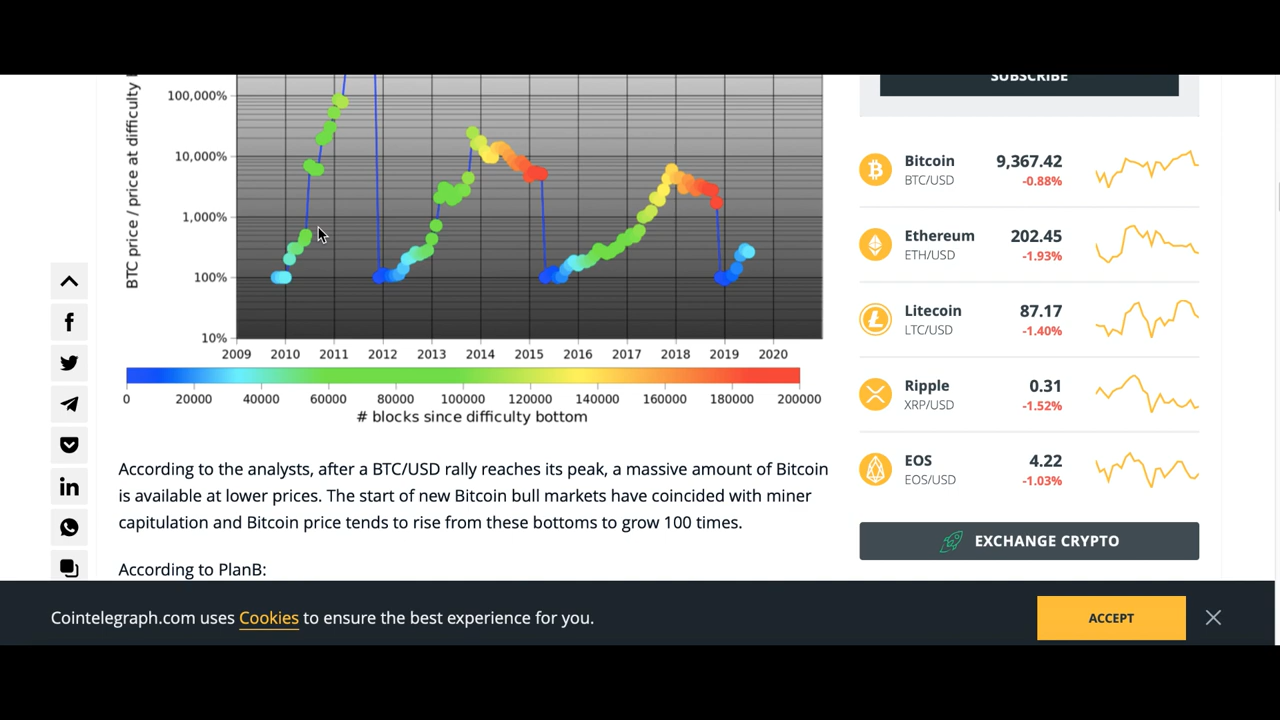 BTC price / price at difficulty
100,000%
10,000%
1,000%
100%
10%
2009 2010 2011 2012 2013 2014 2015 2016 2017 2018 2019 2020
0 20000 40000 60000 80000 100000 120000 140000 160000 180000 200000
# blocks since difficulty bottom
According to the analysts, after a BTC/USD rally reaches its peak, a massive amount of Bitcoin
is available at lower prices. The start of new Bitcoin bull markets have coincided with miner
capitulation and Bitcoin price tends to rise from these bottoms to grow 100 times.
According to PlanB:
SUBSCRIBE
Bitcoin 9,367.42
BTC/USD -0.88%
Ethereum 202.45
ETH/USD -1.93%
Litecoin 87.17
LTC/USD -1.40%
Ripple 0.31
XRP/USD -1.52%
EOS 4.22
EOS/USD -1.03%
EXCHANGE CRYPTO
Cointelegraph.com uses Cookies to ensure the best experience for you.
ACCEPT